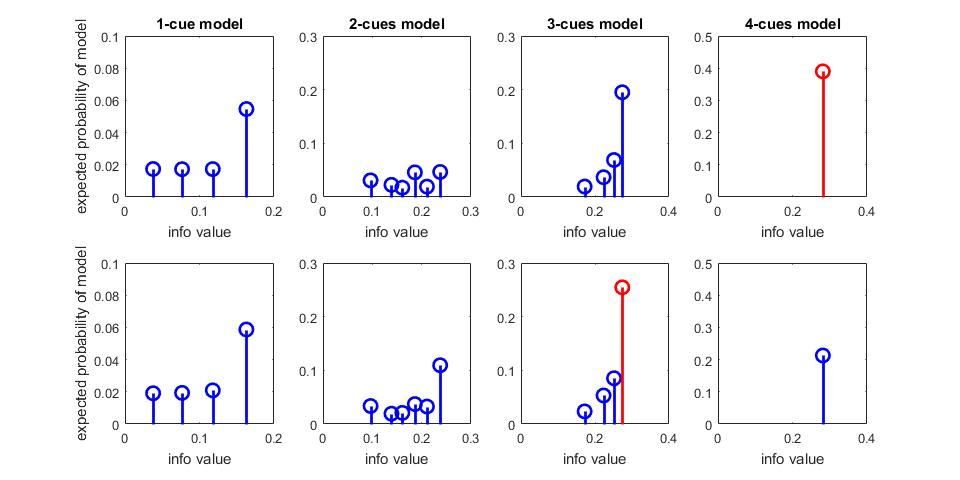 1-cue model 2-cues model 3-cues model 4-cues model
expected probability of model
0.1 0.3 0.3 0.5
0.08 0.4
0.2 0.2
0.06 0.3
0.04 0.2
0.1 0.1
0.02 0.1
0 0 0 0
0 0.1 0.2 0 0.1 0.2 0.3 0 0.2 0.4 0 0.2 0.4
info value info value info value info value
expected probability of model
0.1 0.3 0.3 0.5
0.08 0.4
0.2 0.2
0.06 0.3
0.04 0.2
0.1 0.1
0.02 0.1
0 0 0 0
0 0.1 0.2 0 0.1 0.2 0.3 0 0.2 0.4 0 0.2 0.4
info value info value info value info value